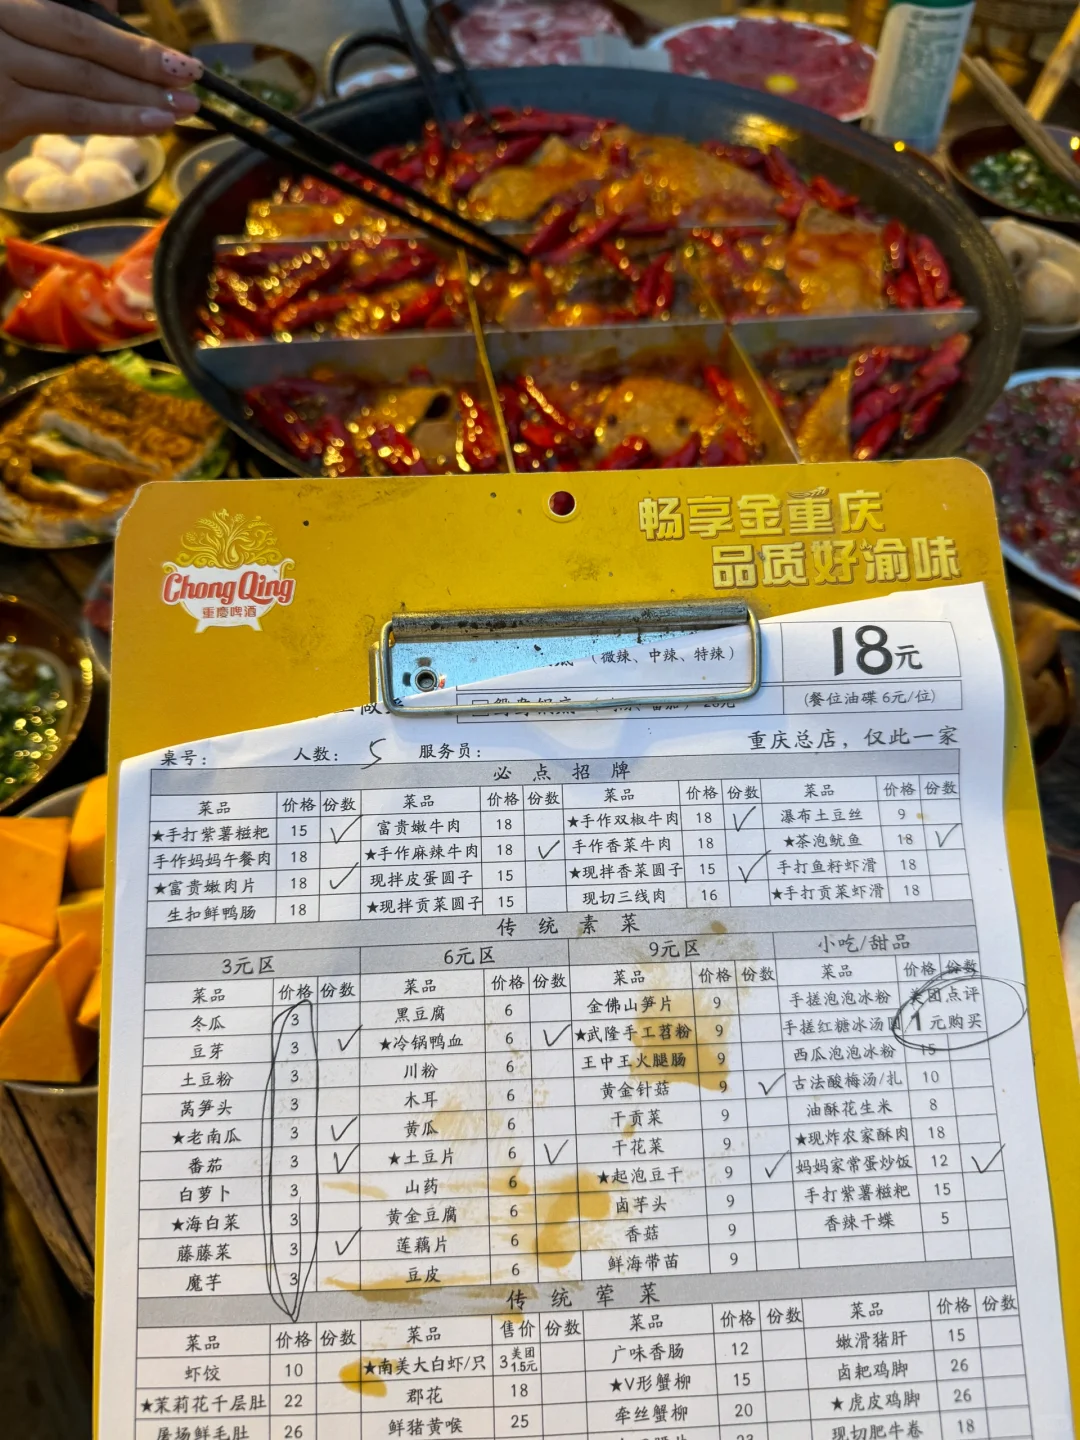 畅享金重庆
品质好渝味
ChongQing
重慶啤酒
(微辣、中辣、特辣)
18元
(餐位油碟6元/位)
桌号: 人数: 5 服务员: 重庆总店，仅此一家
必点招牌
菜品 价格 份数 菜品 价格 份数 菜品 价格 份数 菜品 价格 份数
★手打紫薯糍粑 15 ✓ 富贵嫩牛肉 18 ★手作双椒牛肉 18 ✓ 瀑布土豆丝 9
手作妈妈午餐肉 18 ★手作麻辣牛肉 18 ✓ 手作香菜牛肉 18 ★茶泡鱿鱼 18 ✓
★富贵嫩肉片 18 ✓ 现拌皮蛋圆子 15 ★现拌香菜圆子 15 ✓ 手打鱼籽虾滑 18
生扣鲜鸭肠 18 ★现拌贡菜圆子 15 现切三线肉 16 ★手打贡菜虾滑 18
传统素菜
3元区 6元区 9元区 小吃/甜品
菜品 价格 份数 菜品 价格 份数 菜品 价格 份数 菜品 价格 份数
冬瓜 3 黑豆腐 6 金佛山笋片 9 手搓泡泡冰粉 美团点评
豆芽 3 ✓ ★冷锅鸭血 6 ✓ ★武隆手工苕粉 9 手搓红糖冰汤圆 1元购买
土豆粉 3 川粉 6 王中王火腿肠 9 西瓜泡泡冰粉 15
莴笋头 3 木耳 6 黄金针菇 9 ✓ 古法酸梅汤/扎 10
★老南瓜 3 ✓ 黄瓜 6 干贡菜 9 油酥花生米 8
番茄 3 ✓ ★土豆片 6 ✓ 干花菜 9 ★现炸农家酥肉 18
白萝卜 3 山药 6 ★起泡豆干 9 ✓ 妈妈家常蛋炒饭 12 ✓
★海白菜 3 黄金豆腐 6 卤芋头 9 手打紫薯糍粑 15
藤藤菜 3 ✓ 莲藕片 6 香菇 9 香辣干蝶 5
魔芋 3 豆皮 6 鲜海带苗 9
传统荤菜
菜品 价格 份数 菜品 售价 份数 菜品 价格 份数 菜品 价格 份数
虾饺 10 ★南美大白虾/只 3 美团1.5元 广味香肠 12 嫩滑猪肝 15
★茉莉花千层肚 22 郡花 18 ★V形蟹柳 15 卤耙鸡脚 26
屠场鲜毛肚 26 鲜猪黄喉 25 牵丝蟹柳 20 ★虎皮鸡脚 26
现切肥牛卷 18